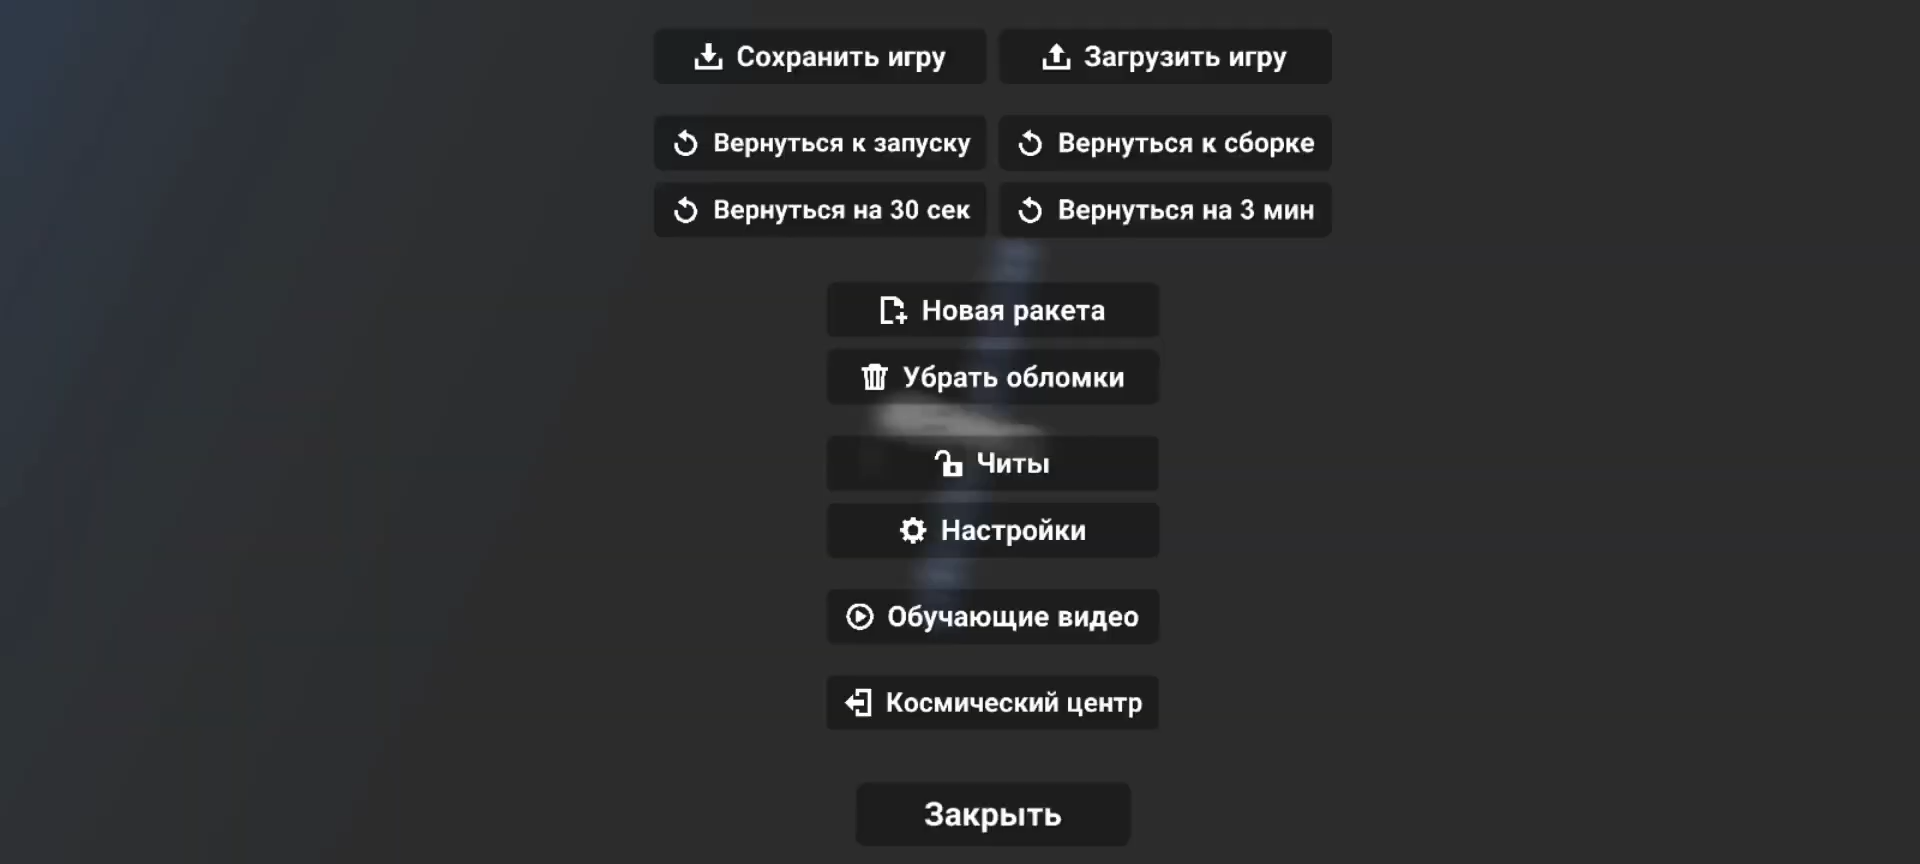 Сохранить игру
Загрузить игру
Вернуться к запуску
Вернуться к сборке
Вернуться на 30 сек
Вернуться на 3 мин
Новая ракета
Убрать обломки
Читы
Настройки
Обучающие видео
Космический центр
Закрыть